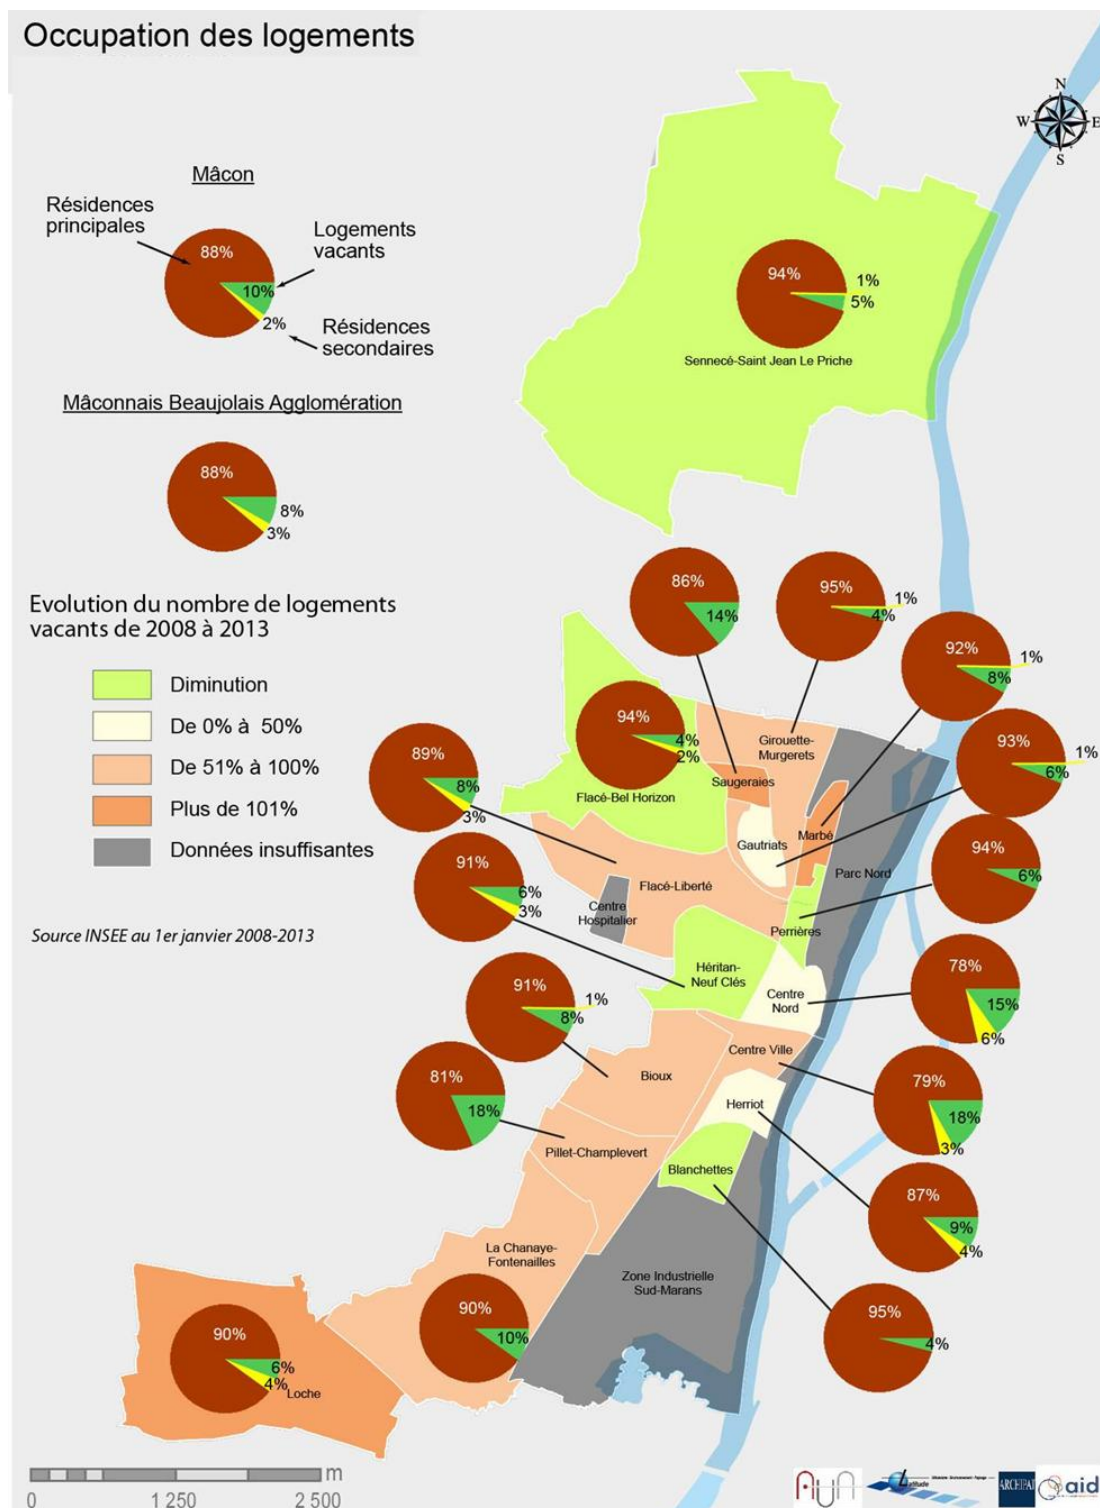 Occupation des logements
N
W
E
S
Mâcon
Résidences
principales
Logements
vacants
88%
10%
2%
Résidences
secondaires
Mâconnais Beaujolais Agglomération
88%
8%
3%
Evolution du nombre de logements
vacants de 2008 à 2013
Diminution
De 0% à 50%
De 51% à 100%
Plus de 101%
Données insuffisantes
Source INSEE au 1er janvier 2008-2013
94%
1%
5%
Sennecé-Saint Jean Le Priche
86%
14%
95%
1%
4%
92%
1%
8%
94%
4%
2%
Flacé-Bel Horizon
Girouette-
Murgerets
Saugeraies
93%
1%
6%
89%
8%
3%
Gautriats
Marbé
Parc Nord
94%
6%
91%
6%
3%
Flacé-Liberté
Centre
Hospitalier
Perrières
Héritan-
Neuf Clés
Centre
Nord
78%
15%
6%
91%
1%
8%
Bioux
Centre Ville
79%
18%
3%
81%
18%
Pillet-Champlevert
Herriot
Blanchettes
87%
9%
4%
La Chanaye-
Fontenailles
Zone Industrielle
Sud-Marans
90%
10%
95%
4%
90%
6%
4%
Loche
m
0
1 250
2 500
AUA
Latitude
ARCHIPAT
aid